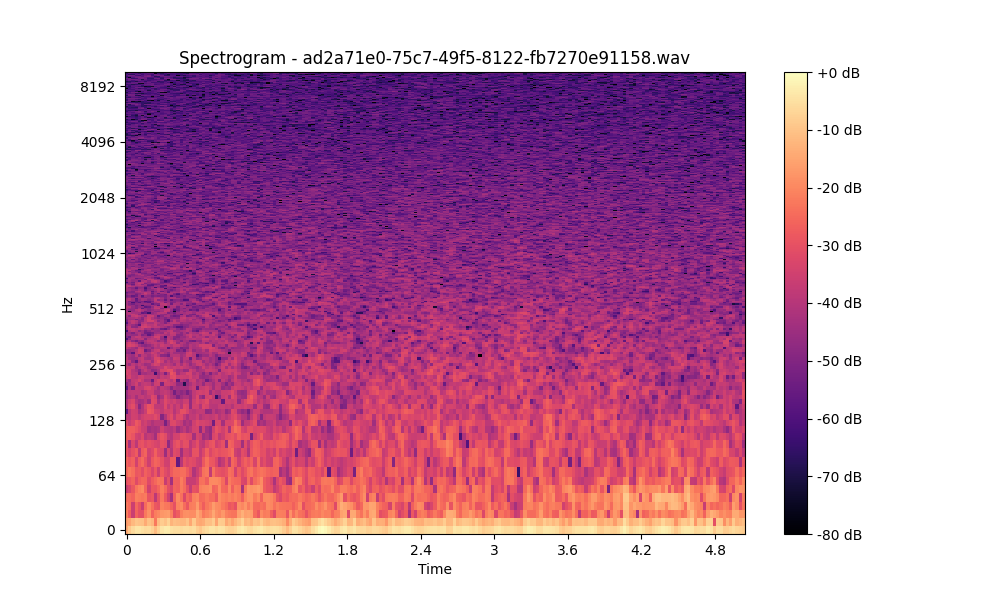 Spectrogram - ad2a71e0-75c7-49f5-8122-fb7270e91158.wav
Hz
8192
4096
2048
1024
512
256
128
64
0
0 0.6 1.2 1.8 2.4 3 3.6 4.2 4.8
Time
+0 dB
-10 dB
-20 dB
-30 dB
-40 dB
-50 dB
-60 dB
-70 dB
-80 dB